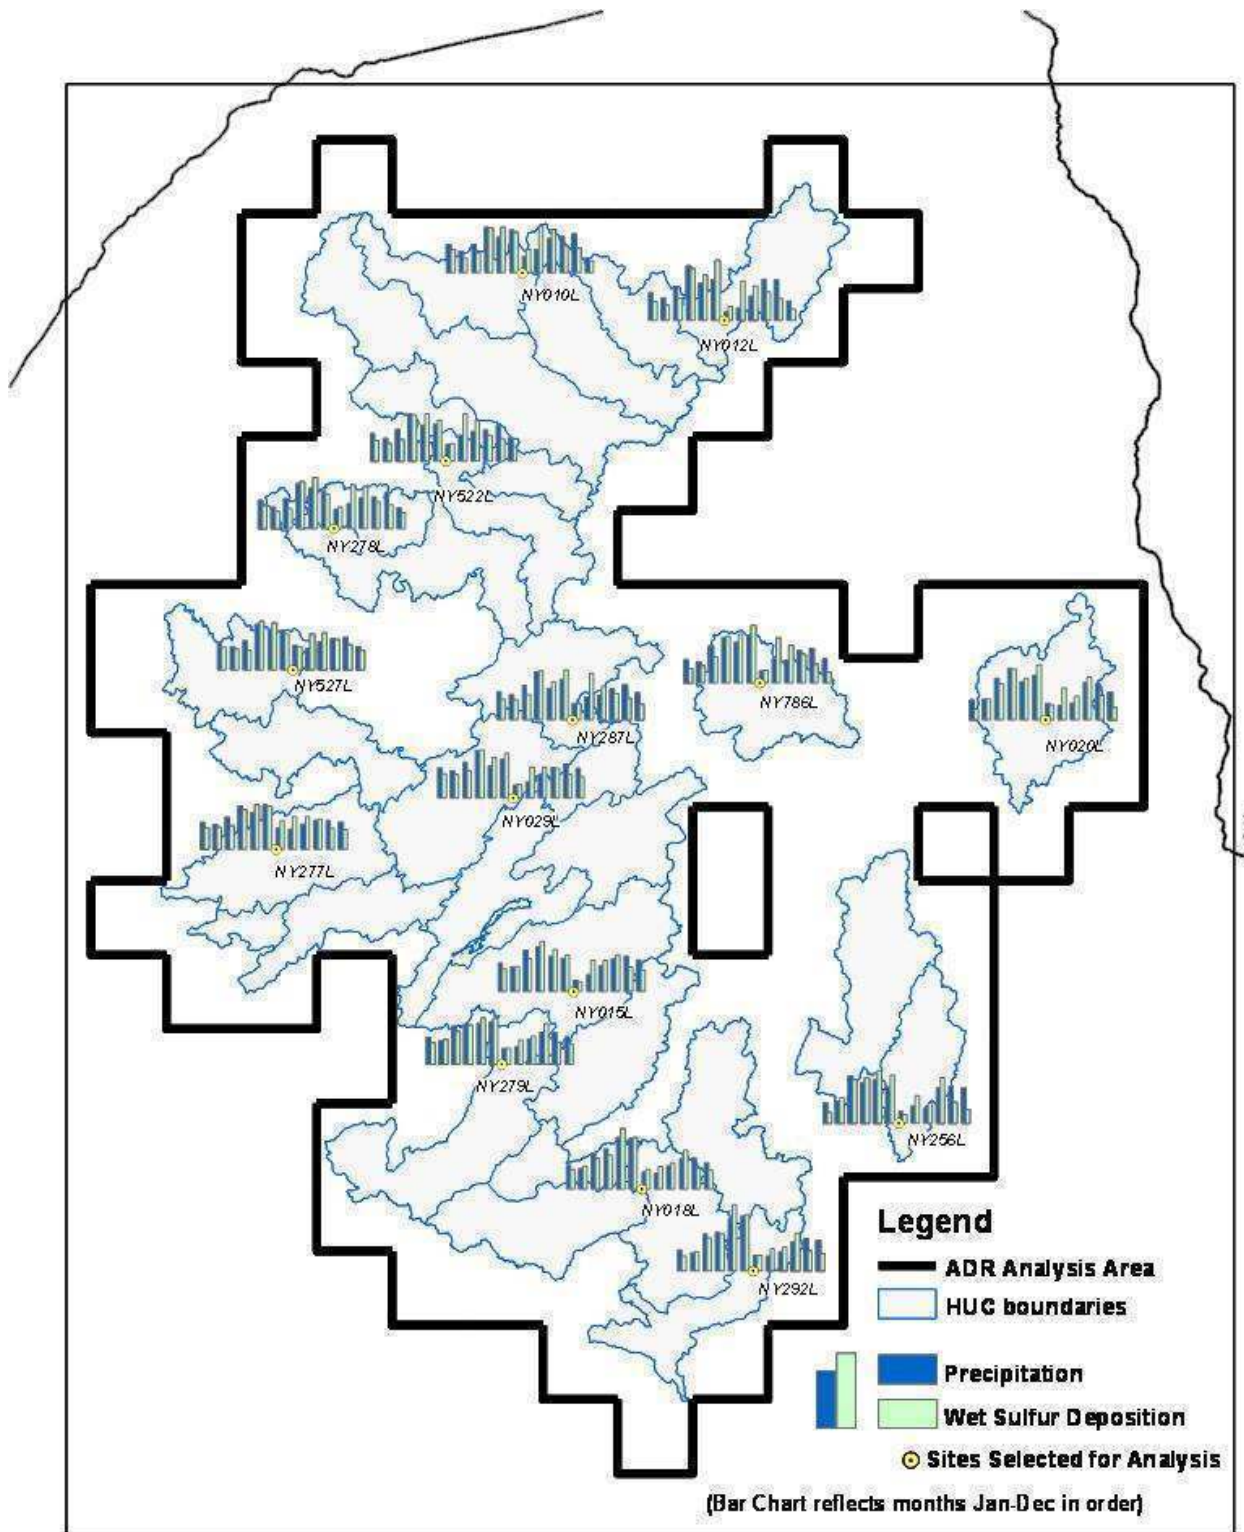 NY010L
NY012L
NY522L
NY278L
NY527L
NY786L
NY287L
NY020L
NY029L
NY277L
NY015L
NY279L
NY256L
NY018L
NY292L
Legend
ADR Analysis Area
HUC boundaries
Precipitation
Wet Sulfur Deposition
Sites Selected for Analysis
(Bar Chart reflects months Jan-Dec in order)